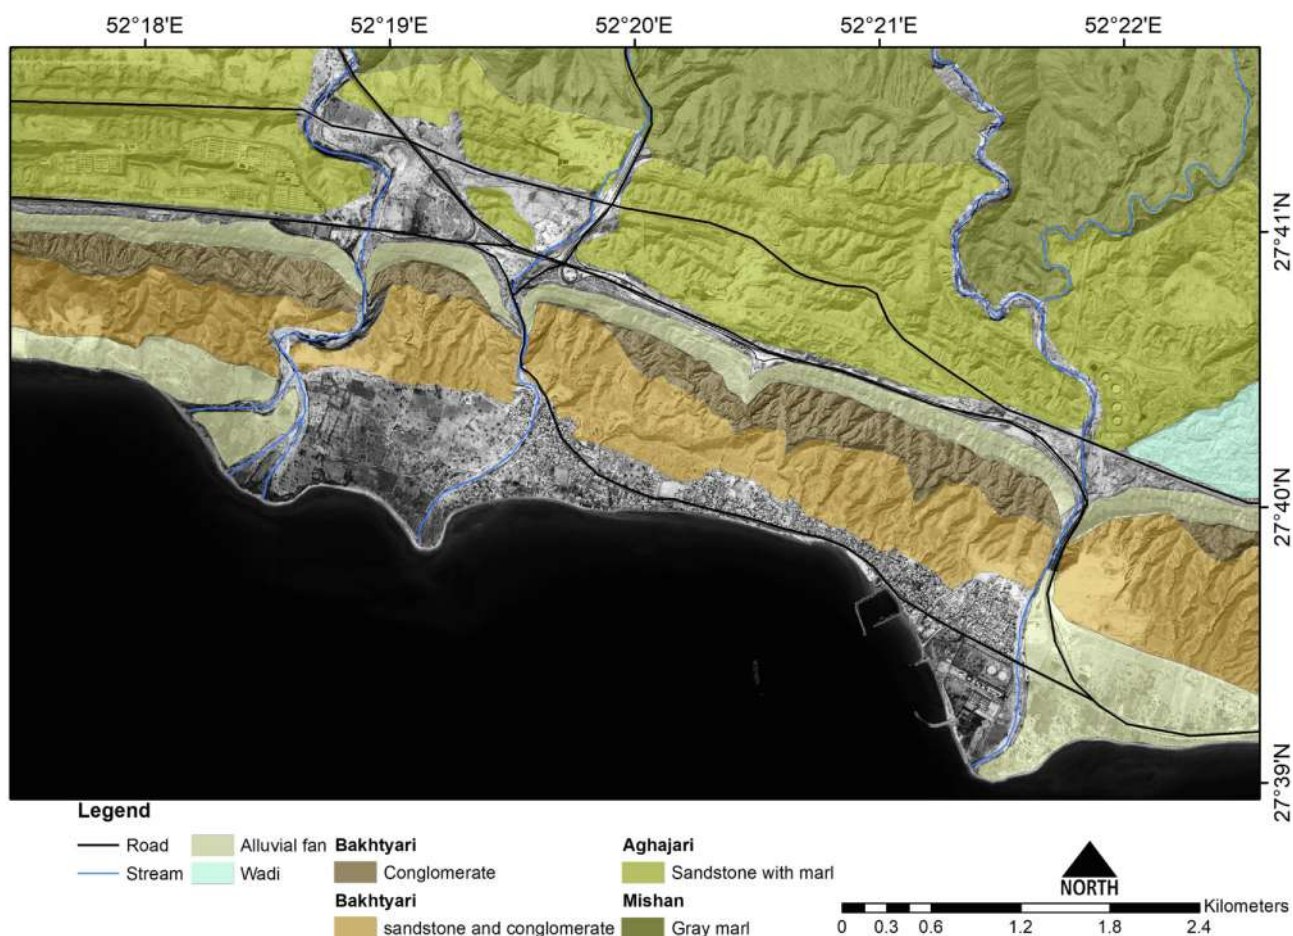 52°18'E 52°19'E 52°20'E 52°21'E 52°22'E
27°41'N
27°40'N
27°39'N
Legend
Road
Stream
Alluvial fan
Wadi
Bakhtyari
Conglomerate
Bakhtyari
sandstone and conglomerate
Aghajari
Sandstone with marl
Mishan
Gray marl
NORTH
Kilometers
0 0.3 0.6 1.2 1.8 2.4